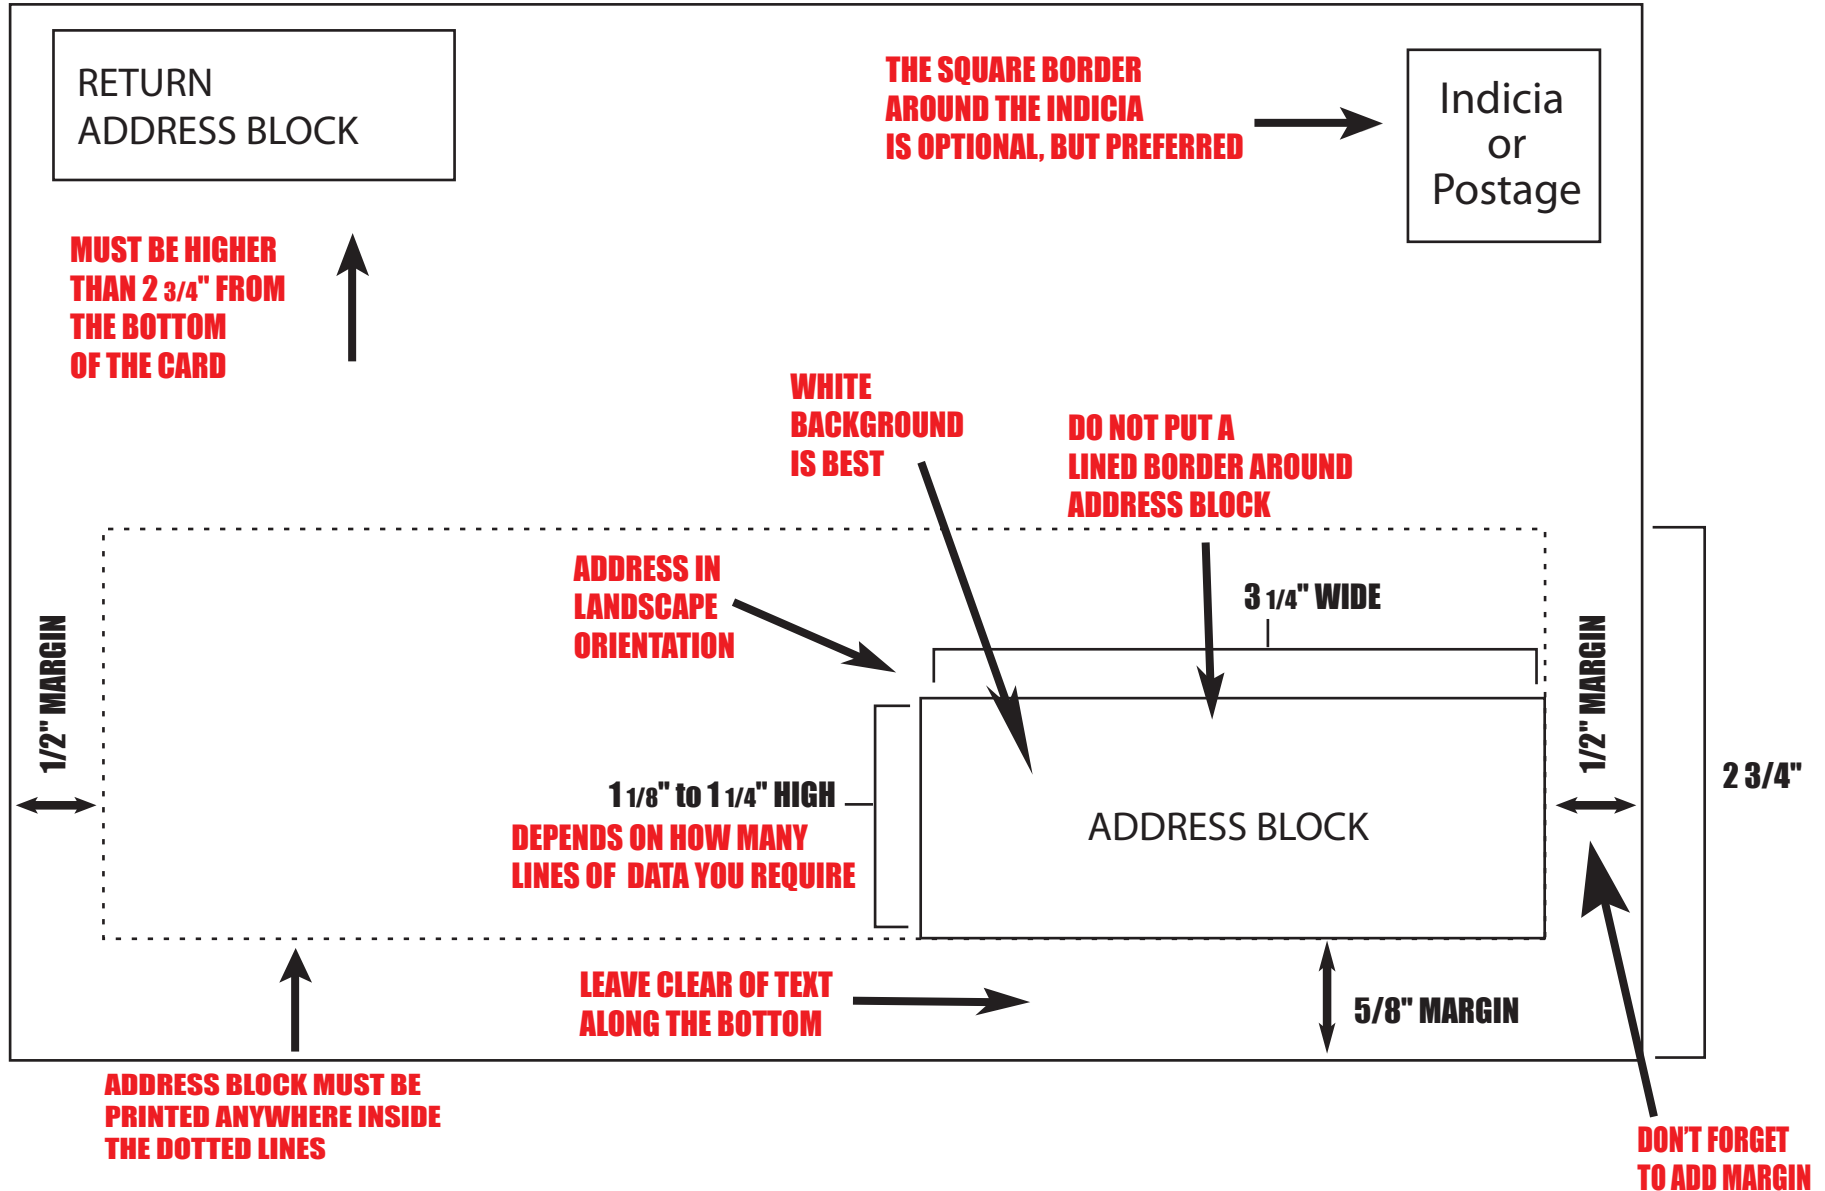 RETURN
ADDRESS BLOCK
THE SQUARE BORDER
AROUND THE INDICIA
IS OPTIONAL, BUT PREFERRED
Indicia
or
Postage
MUST BE HIGHER
THAN 2 3/4" FROM
THE BOTTOM
OF THE CARD
WHITE
BACKGROUND
IS BEST
DO NOT PUT A
LINED BORDER AROUND
ADDRESS BLOCK
ADDRESS IN
LANDSCAPE
ORIENTATION
3 1/4" WIDE
1/2" MARGIN
1/2" MARGIN
2 3/4"
1 1/8" to 1 1/4" HIGH
DEPENDS ON HOW MANY
LINES OF DATA YOU REQUIRE
ADDRESS BLOCK
LEAVE CLEAR OF TEXT
ALONG THE BOTTOM
5/8" MARGIN
ADDRESS BLOCK MUST BE
PRINTED ANYWHERE INSIDE
THE DOTTED LINES
DON'T FORGET
TO ADD MARGIN